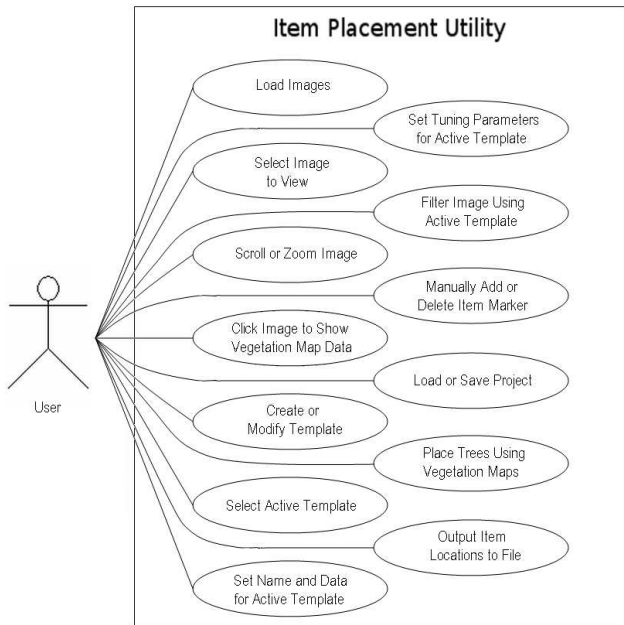 Item Placement Utility
Load Images
Set Tuning Parameters
for Active Template
Select Image
to View
Filter Image Using
Active Template
Scroll or Zoom Image
Manually Add or
Delete Item Marker
Click Image to Show
Vegetation Map Data
Load or Save Project
User
Create or
Modify Template
Place Trees Using
Vegetation Maps
Select Active Template
Output Item
Locations to File
Set Name and Data
for Active Template